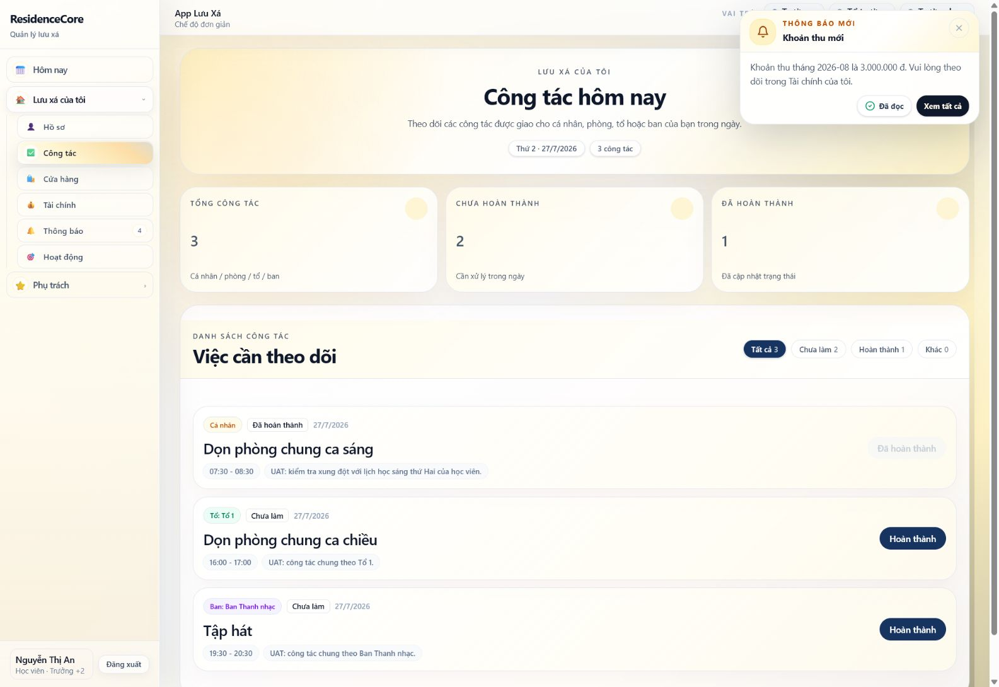 ResidenceCore
Quản lý lưu xá
Hôm nay
Lưu xá của tôi
Hồ sơ
Công tác
Cửa hàng
Tài chính
Thông báo 4
Hoạt động
Phụ trách
Nguyễn Thị An
Học viên · Trưởng +2
Đăng xuất
App Lưu Xá
Chế độ đơn giản
THÔNG BÁO MỚI
Khoản thu mới
Khoản thu tháng 2026-08 là 3.000.000 đ. Vui lòng theo
dõi trong Tài chính của tôi.
Đã đọc
Xem tất cả
LƯU XÁ CỦA TÔI
Công tác hôm nay
Theo dõi các công tác được giao cho cá nhân, phòng, tổ hoặc ban của bạn trong ngày.
Thứ 2 · 27/7/2026
3 công tác
TỔNG CÔNG TÁC
3
Cá nhân / phòng / tổ / ban
CHƯA HOÀN THÀNH
2
Cần xử lý trong ngày
ĐÃ HOÀN THÀNH
1
Đã cập nhật trạng thái
DANH SÁCH CÔNG TÁC
Việc cần theo dõi
Tất cả 3
Chưa làm 2
Hoàn thành 1
Khác 0
Cá nhân
Đã hoàn thành
27/7/2026
Dọn phòng chung ca sáng
07:30 - 08:30
UAT: kiểm tra xung đột với lịch học sáng thứ Hai của học viên.
Đã hoàn thành
Tổ: Tổ 1
Chưa làm
27/7/2026
Dọn phòng chung ca chiều
16:00 - 17:00
UAT: công tác chung theo Tổ 1.
Hoàn thành
Ban: Ban Thanh nhạc
Chưa làm
27/7/2026
Tập hát
19:30 - 20:30
UAT: công tác chung theo Ban Thanh nhạc.
Hoàn thành